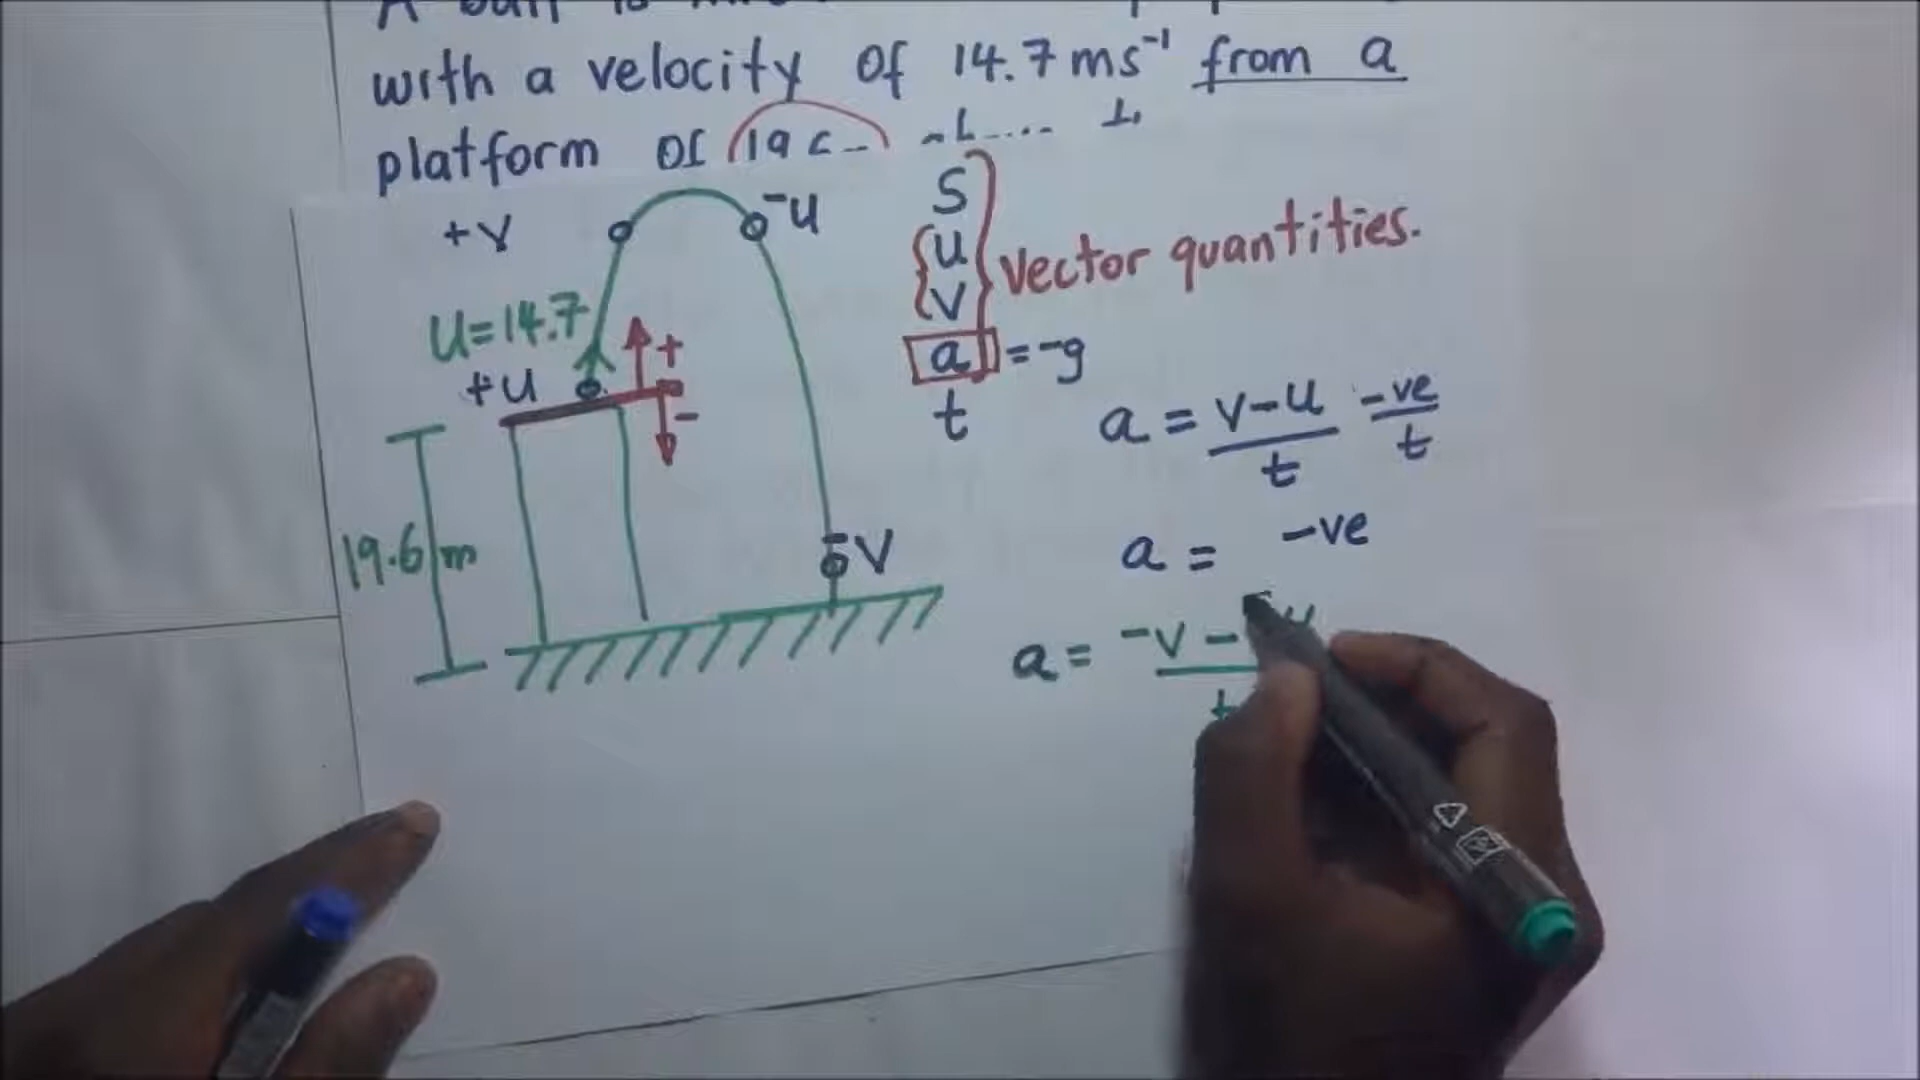 with a velocity of 14.7 ms⁻¹ from a
platform of
S
+V
-U
U
vector quantities.
V
U=14.7
+
a = -g
+U
-
t
a = V-U/t -ve/t
19.6 m
-V
a = -ve
a = -V - -U/t